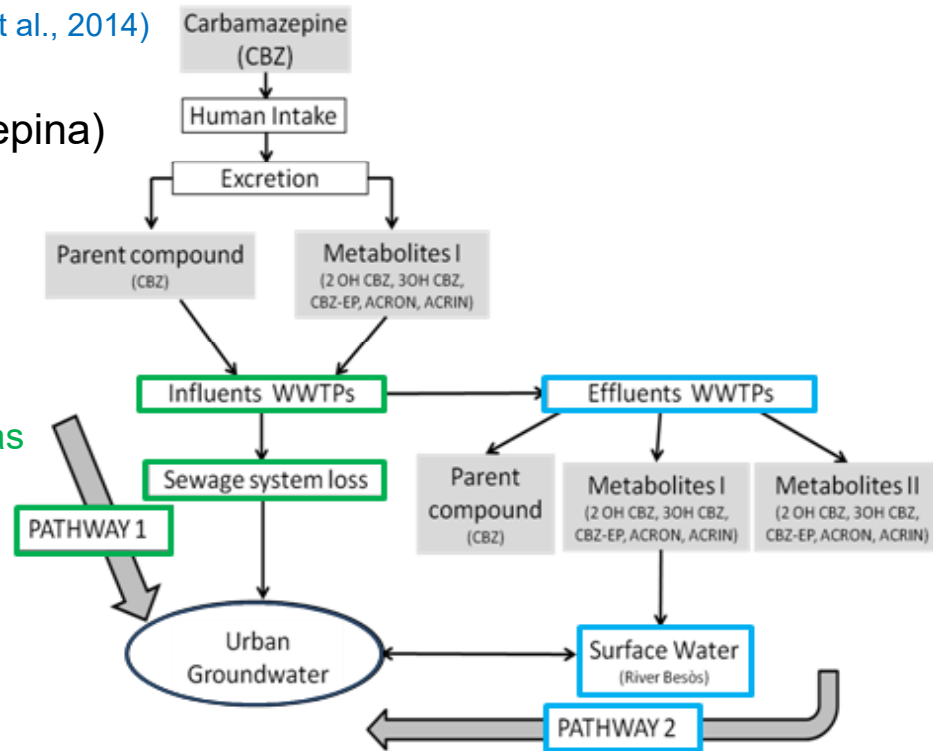 t al., 2014)
Carbamazepine
(CBZ)
epina)
Human Intake
Excretion
Parent compound
(CBZ)
Metabolites I
(2 OH CBZ, 3OH CBZ,
CBZ-EP, ACRON, ACRIN)
Influents WWTPs
Effluents WWTPs
as
Sewage system loss
PATHWAY 1
Parent
compound
(CBZ)
Metabolites I
(2 OH CBZ, 3OH CBZ,
CBZ-EP, ACRON, ACRIN)
Metabolites II
(2 OH CBZ, 3OH CBZ,
CBZ-EP, ACRON, ACRIN)
Urban
Groundwater
Surface Water
(River Besòs)
PATHWAY 2